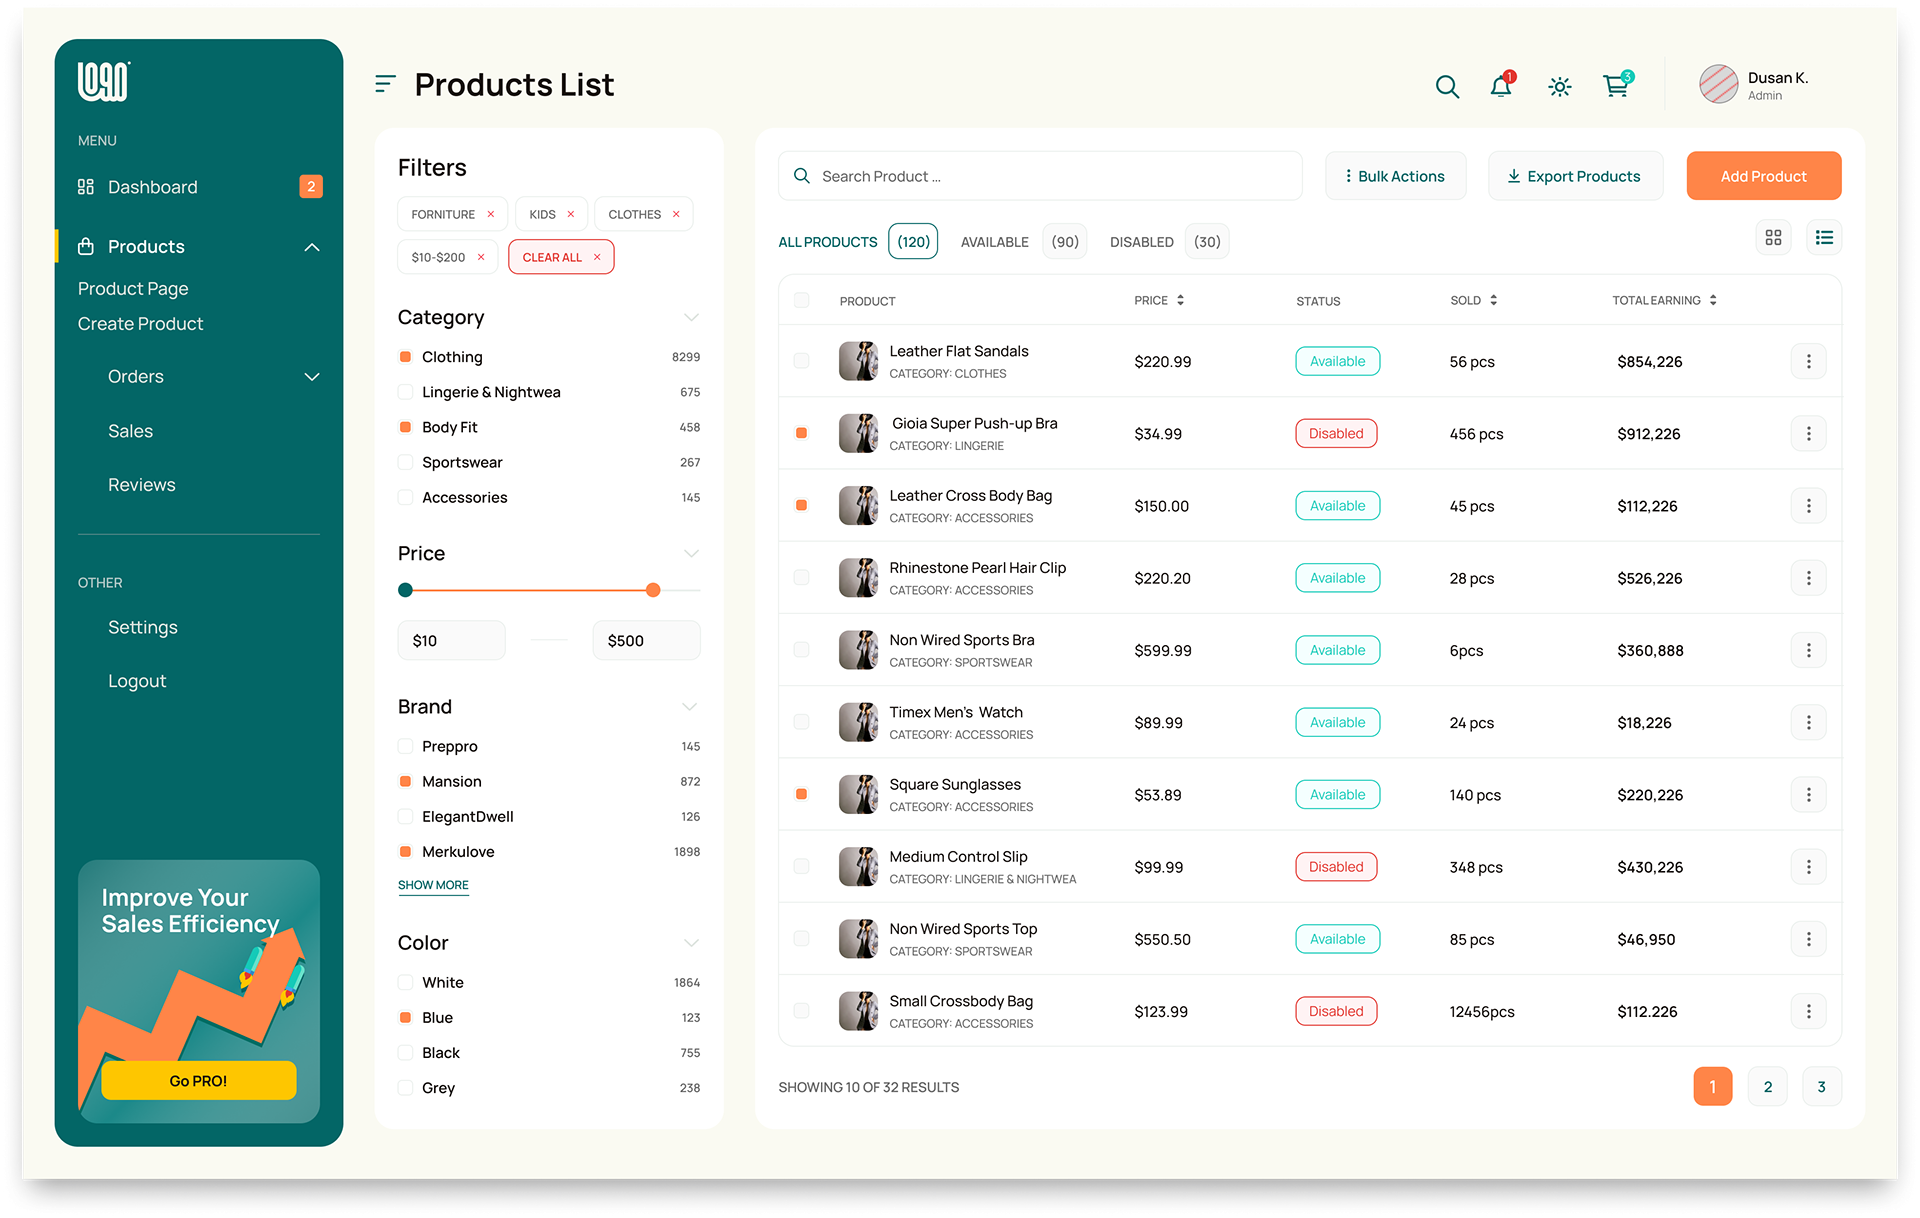 MENU
Dashboard 2
Products
Product Page
Create Product
Orders
Sales
Reviews
OTHER
Settings
Logout
Improve Your
Sales Efficiency
Go PRO!
Products List
1
3
Dusan K.
Admin
Filters
FORNITURE ×
KIDS ×
CLOTHES ×
$10-$200 ×
CLEAR ALL ×
Category
Clothing 8299
Lingerie & Nightwea 675
Body Fit 458
Sportswear 267
Accessories 145
Price
$10 $500
Brand
Preppro 145
Mansion 872
ElegantDwell 126
Merkulove 1898
SHOW MORE
Color
White 1864
Blue 123
Black 755
Grey 238
Search Product ...
Bulk Actions
Export Products
Add Product
ALL PRODUCTS (120) AVAILABLE (90) DISABLED (30)
PRODUCT PRICE STATUS SOLD TOTAL EARNING
Leather Flat Sandals
CATEGORY: CLOTHES
$220.99 Available 56 pcs $854,226
Gioia Super Push-up Bra
CATEGORY: LINGERIE
$34.99 Disabled 456 pcs $912,226
Leather Cross Body Bag
CATEGORY: ACCESSORIES
$150.00 Available 45 pcs $112,226
Rhinestone Pearl Hair Clip
CATEGORY: ACCESSORIES
$220.20 Available 28 pcs $526,226
Non Wired Sports Bra
CATEGORY: SPORTSWEAR
$599.99 Available 6pcs $360,888
Timex Men's Watch
CATEGORY: ACCESSORIES
$89.99 Available 24 pcs $18,226
Square Sunglasses
CATEGORY: ACCESSORIES
$53.89 Available 140 pcs $220,226
Medium Control Slip
CATEGORY: LINGERIE & NIGHTWEA
$99.99 Disabled 348 pcs $430,226
Non Wired Sports Top
CATEGORY: SPORTSWEAR
$550.50 Available 85 pcs $46,950
Small Crossbody Bag
CATEGORY: ACCESSORIES
$123.99 Disabled 12456pcs $112.226
SHOWING 10 OF 32 RESULTS
1 2 3